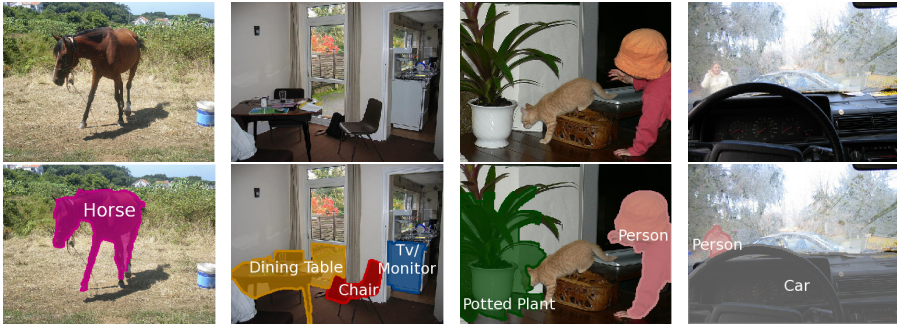 Horse
Dining Table
Chair
Tv/
Monitor
Person
Potted Plant
Person
Car